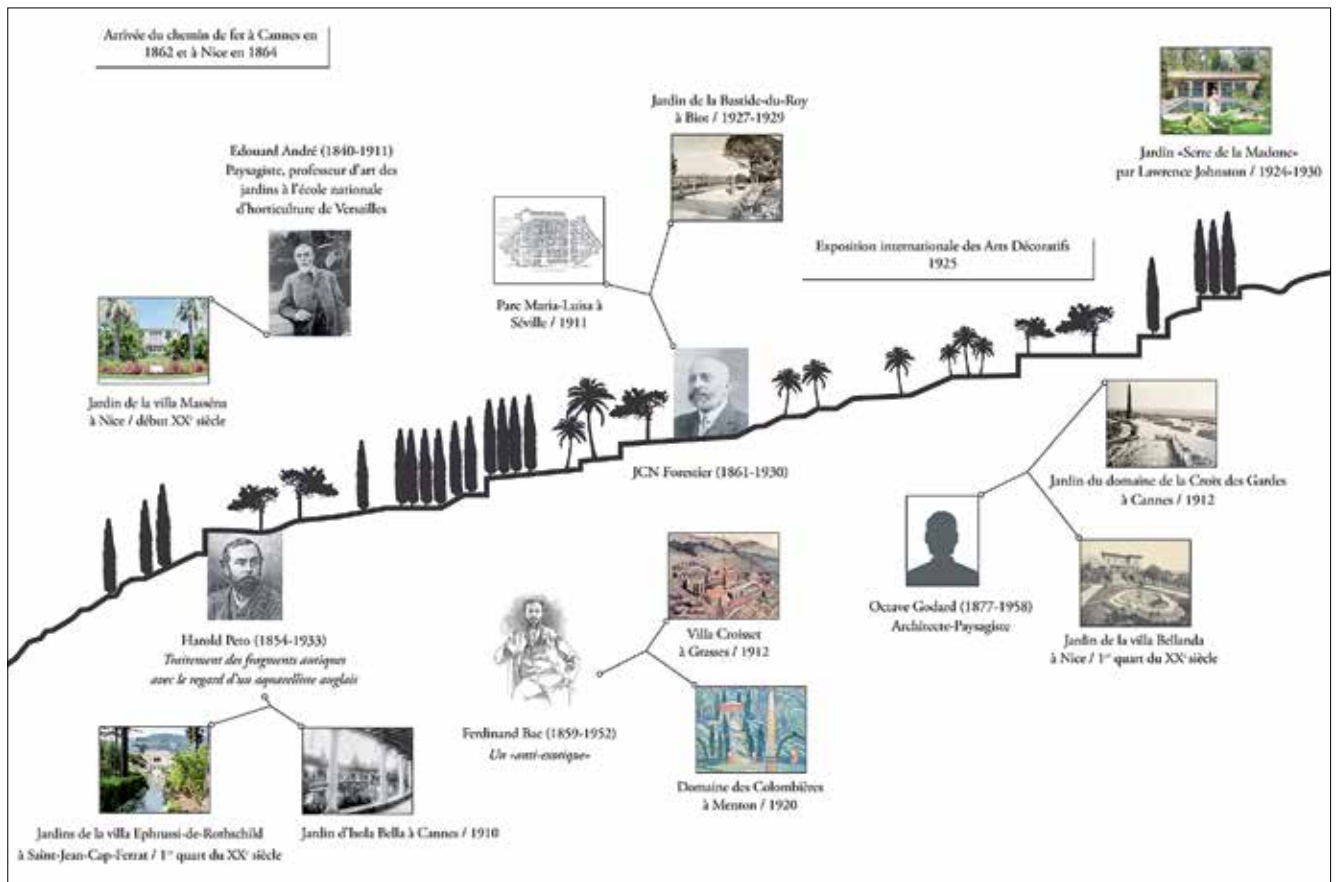 Arrivée du chemin de fer à Cannes en
1862 et à Nice en 1864
Edouard André (1840-1911)
Paysagiste, professeur d'art des
jardins à l'école nationale
d'horticulture de Versailles
Jardin de la villa Masséna
à Nice / début XXe siècle
Jardin de la Bastide-du-Roy
à Biot / 1927-1929
Parc Maria-Luisa à
Séville / 1911
JCN Forestier (1861-1930)
Exposition internationale des Arts Décoratifs
1925
Jardin «Serre de la Madone»
par Lawrence Johnston / 1924-1930
Harold Peto (1854-1933)
Traitement des fragments antiques
avec le regard d'un aquarelliste anglais
Jardins de la villa Ephrussi-de-Rothschild
à Saint-Jean-Cap-Ferrat / 1er quart du XXe siècle
Jardin d'Isola Bella à Cannes / 1910
Ferdinand Bac (1859-1952)
Un «anti-exotique»
Villa Croisset
à Grasses / 1912
Domaine des Colombières
à Menton / 1920
Octave Godard (1877-1958)
Architecte-Paysagiste
Jardin du domaine de la Croix des Gardes
à Cannes / 1912
Jardin de la villa Bellanda
à Nice / 1er quart du XXe siècle